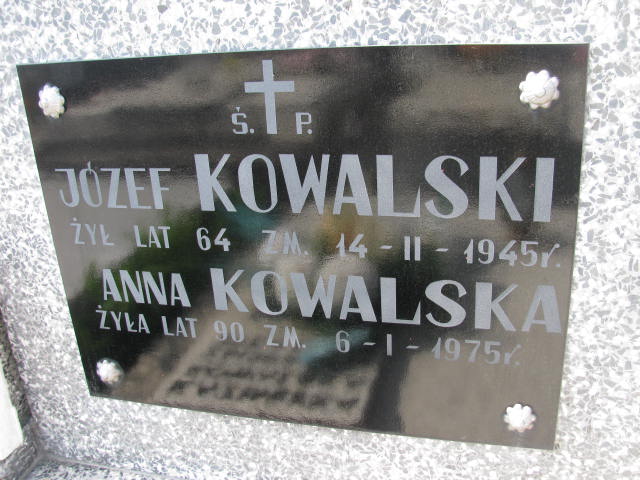 Ś. P.
JÓZEF KOWALSKI
ŻYŁ LAT 64 ZM. 14-II-1945r.
ANNA KOWALSKA
ŻYŁA LAT 90 ZM. 6-I-1975r.